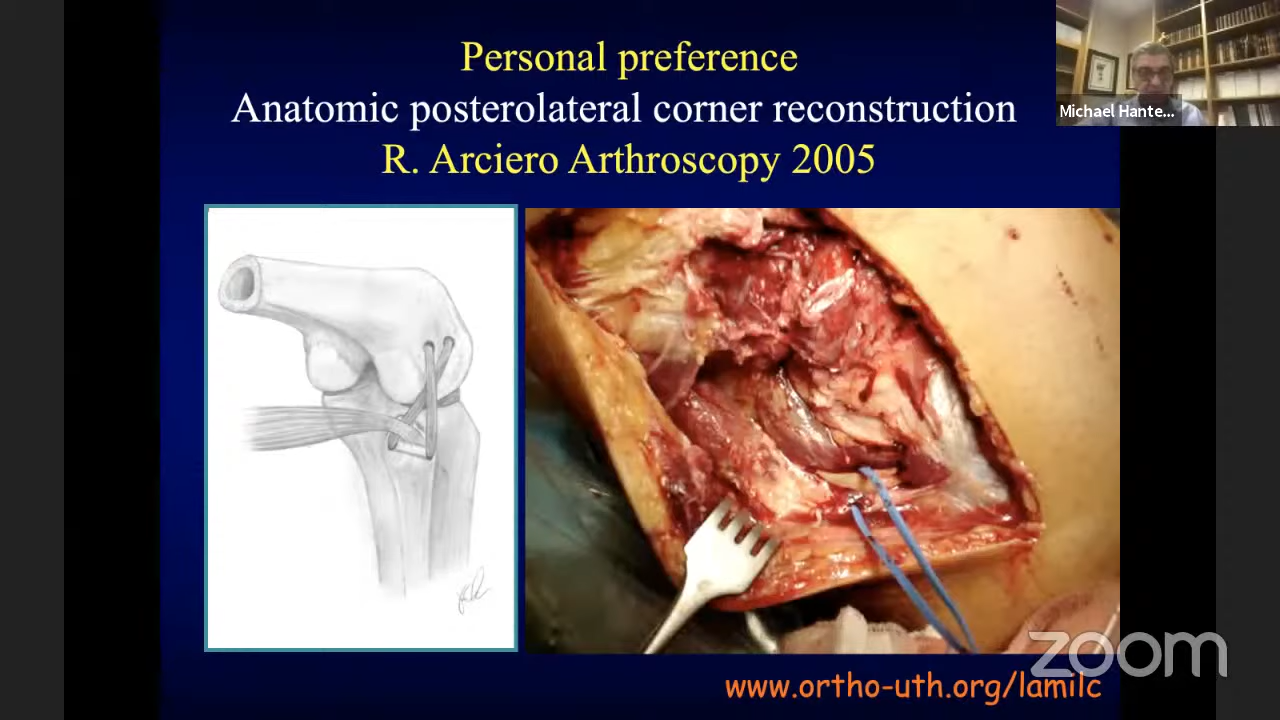 Personal preference
Anatomic posterolateral corner reconstruction
R. Arciero Arthroscopy 2005
Michael Hante...
www.ortho-uth.org/lamilc
zoom